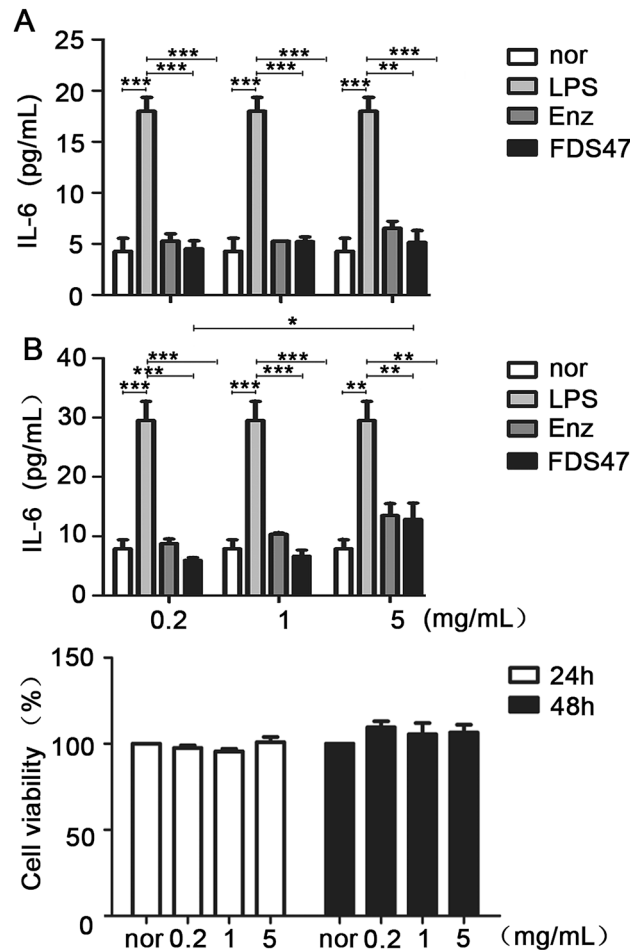 A
25
20
15
10
5
0
IL-6 (pg/mL)
*** *** ***
*** *** **
*** *** ***
nor
LPS
Enz
FDS47
*
B
40
30
20
10
0
IL-6 (pg/mL)
*** *** **
*** *** **
*** *** **
nor
LPS
Enz
FDS47
0.2 1 5 (mg/mL)
150
100
50
0
Cell viability (%)
24h
48h
nor 0.2 1 5 nor 0.2 1 5 (mg/mL)